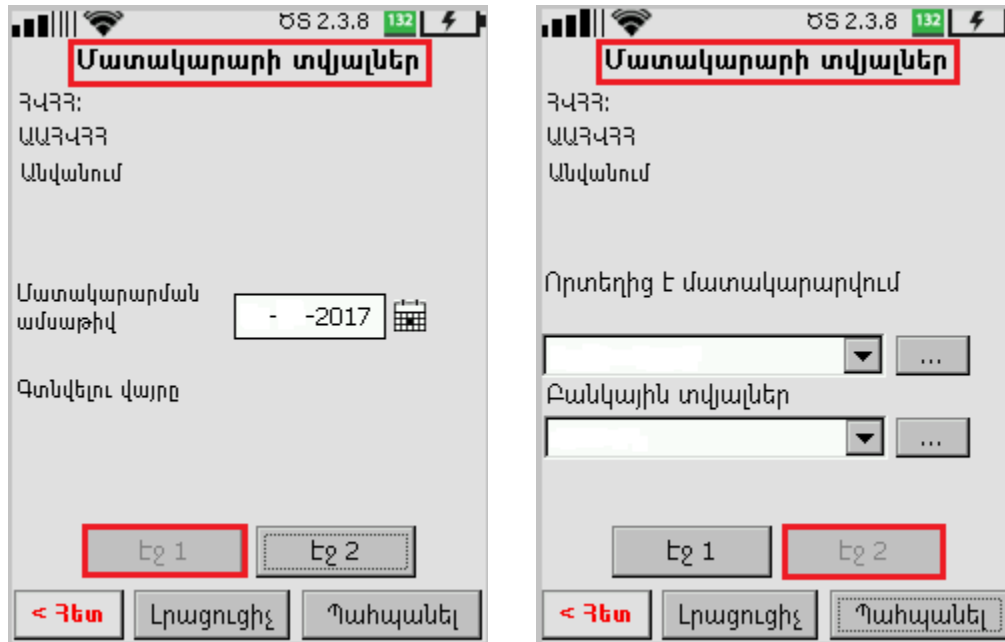 ԾՏ 2.3.8 132
Մատակարարի տվյալներ
ՀՎՀՀ:
ԱԱՀՎՀՀ
Անվանում
Մատակարարման
ամսաթիվ
- -2017
Գտնվելու վայրը
Էջ 1 Էջ 2
< Հետ Լրացուցիչ Պահպանել
ԾՏ 2.3.8 132
Մատակարարի տվյալներ
ՀՎՀՀ:
ԱԱՀՎՀՀ
Անվանում
Որտեղից է մատակարարվում
...
Բանկային տվյալներ
...
Էջ 1 Էջ 2
< Հետ Լրացուցիչ Պահպանել